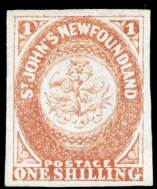 1 1
ST. JOHN'S NEWFOUNDLAND
POSTAGE
ONE SHILLING